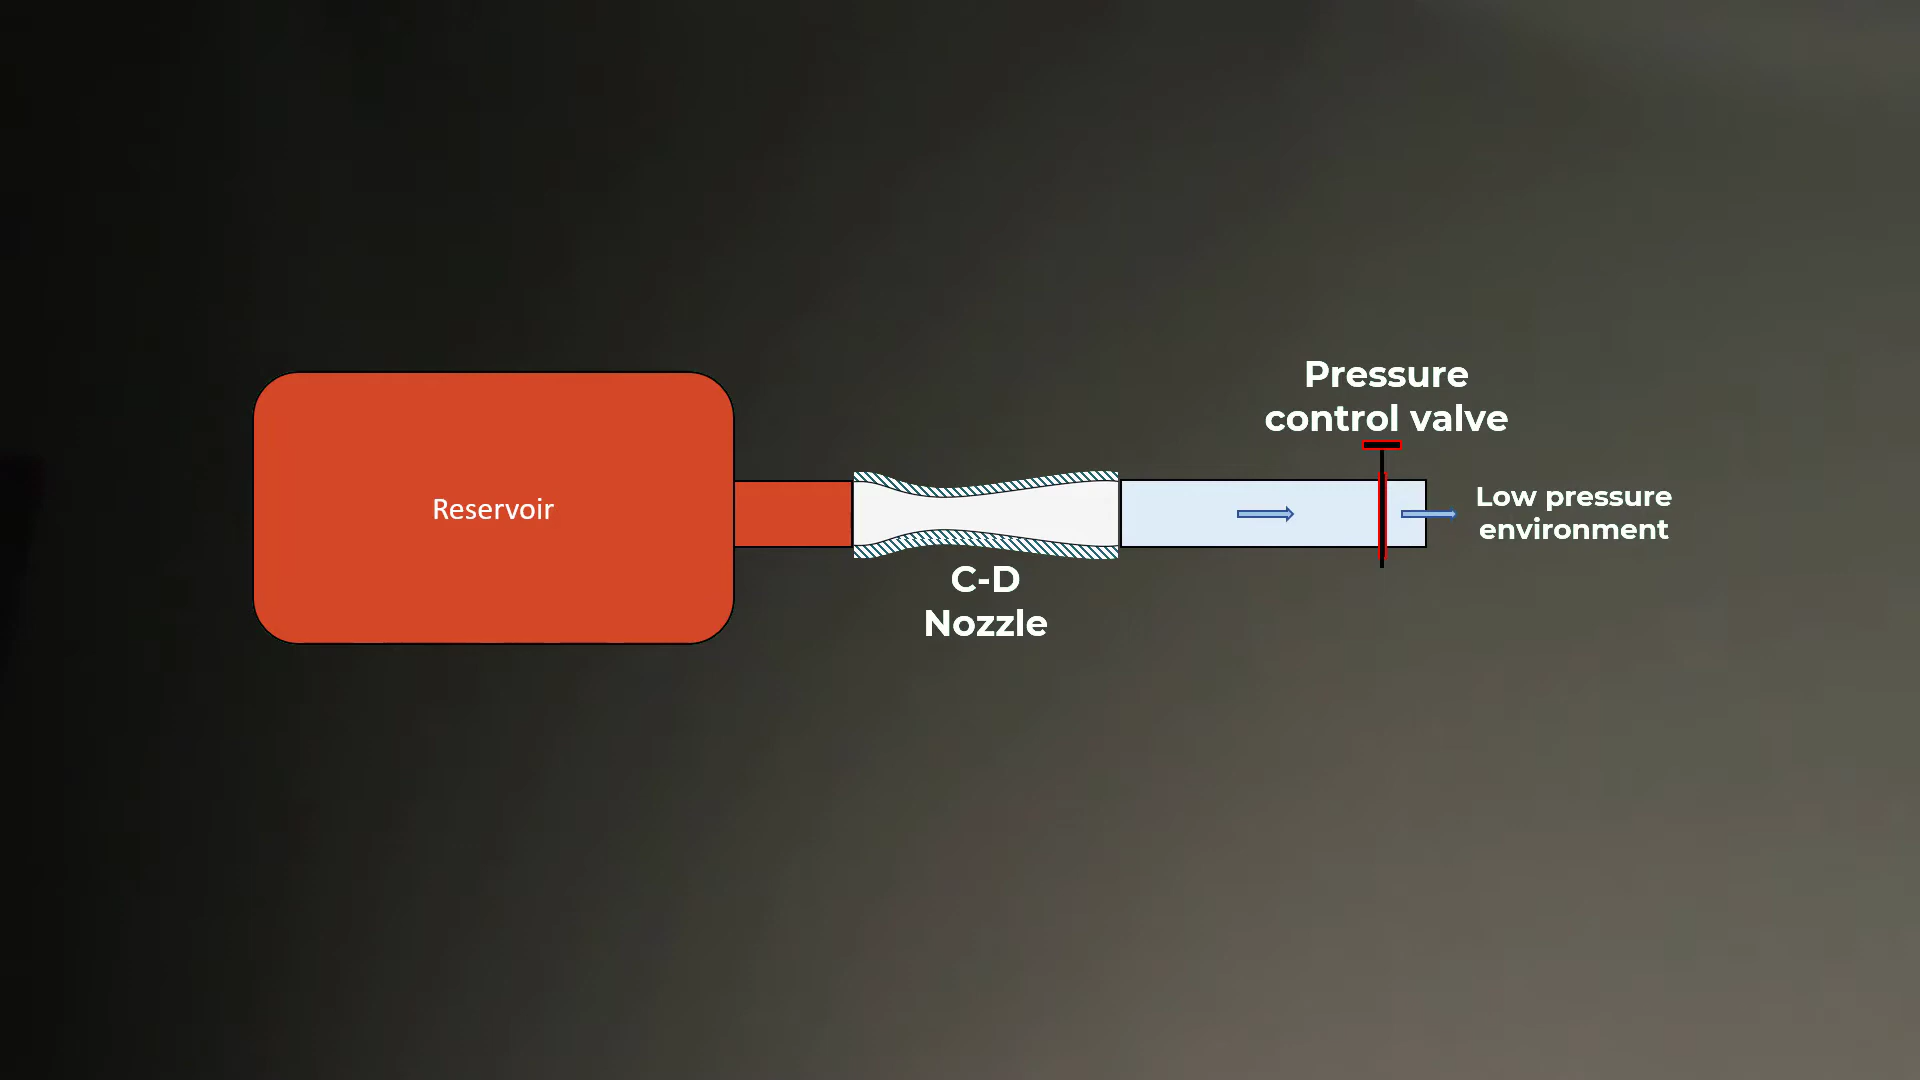 Pressure
control valve
Reservoir
Low pressure
environment
C-D
Nozzle